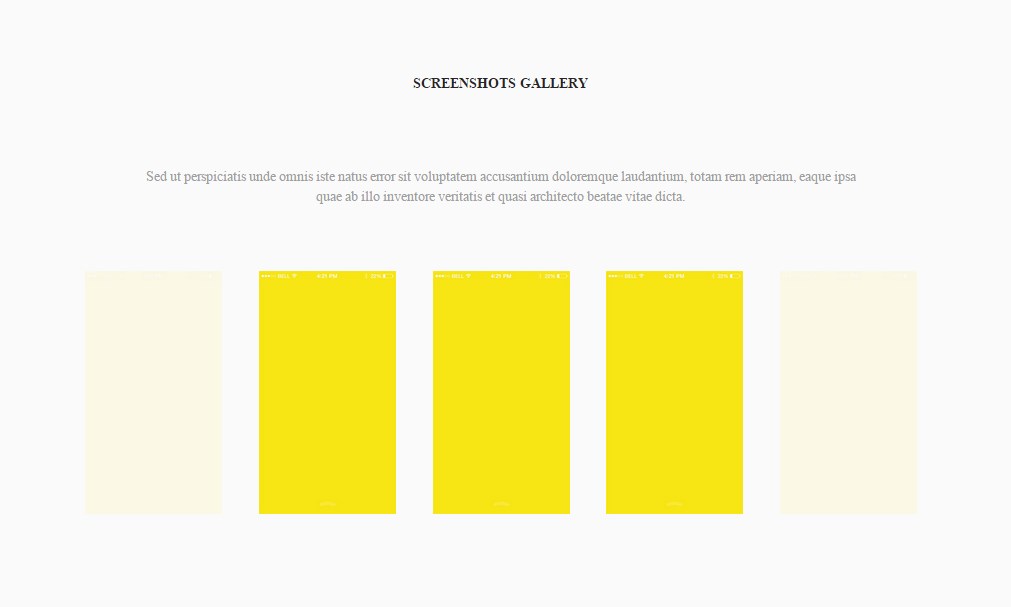 SCREENSHOTS GALLERY
Sed ut perspiciatis unde omnis iste natus error sit voluptatem accusantium doloremque laudantium, totam rem aperiam, eaque ipsa
quae ab illo inventore veritatis et quasi architecto beatae vitae dicta.
BELL 4:21 PM 22%
BELL 4:21 PM 22%
BELL 4:21 PM 22%